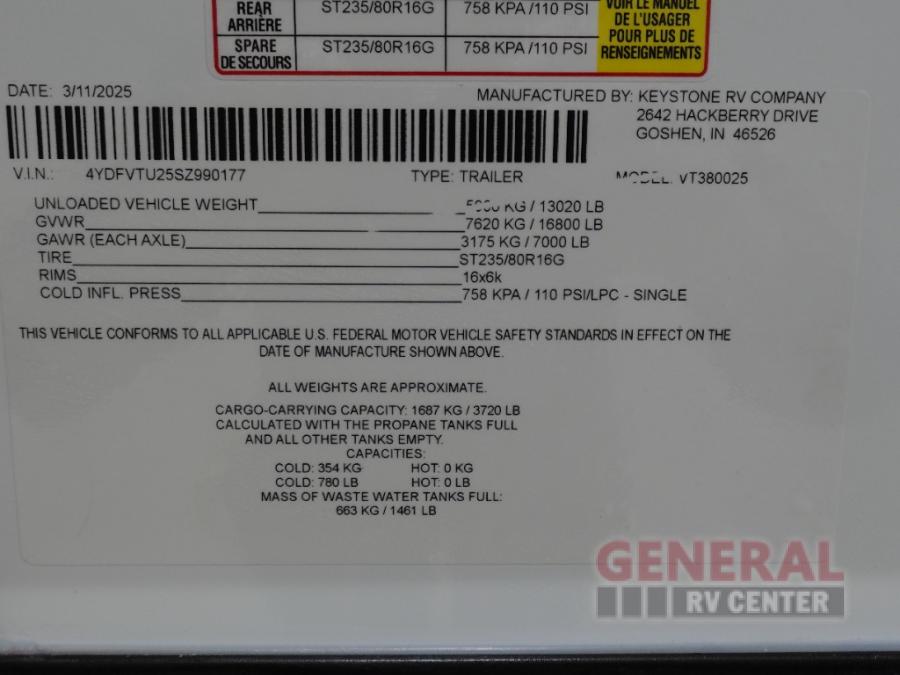 REAR
ARRIÈRE ST235/80R16G 758 KPA /110 PSI
SPARE
DE SECOURS ST235/80R16G 758 KPA /110 PSI
VOIR LE MANUEL
DE L'USAGER
POUR PLUS DE
RENSEIGNEMENTS
DATE: 3/11/2025
MANUFACTURED BY: KEYSTONE RV COMPANY
2642 HACKBERRY DRIVE
GOSHEN, IN 46526
V.I.N.: 4YDFVTU25SZ990177 TYPE: TRAILER MODEL: VT380025
UNLOADED VEHICLE WEIGHT KG / 13020 LB
GVWR 7620 KG / 16800 LB
GAWR (EACH AXLE) 3175 KG / 7000 LB
TIRE ST235/80R16G
RIMS 16x6k
COLD INFL. PRESS 758 KPA / 110 PSI/LPC - SINGLE
THIS VEHICLE CONFORMS TO ALL APPLICABLE U.S. FEDERAL MOTOR VEHICLE SAFETY STANDARDS IN EFFECT ON THE
DATE OF MANUFACTURE SHOWN ABOVE.
ALL WEIGHTS ARE APPROXIMATE.
CARGO-CARRYING CAPACITY: 1687 KG / 3720 LB
CALCULATED WITH THE PROPANE TANKS FULL
AND ALL OTHER TANKS EMPTY.
CAPACITIES:
COLD: 354 KG HOT: 0 KG
COLD: 780 LB HOT: 0 LB
MASS OF WASTE WATER TANKS FULL:
663 KG / 1461 LB
GENERAL
RV CENTER